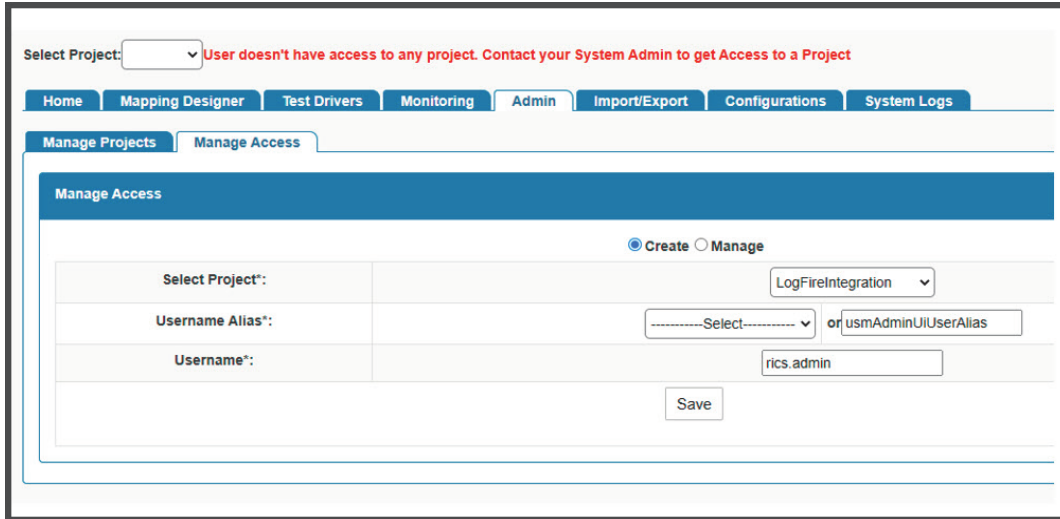 Select Project: User doesn't have access to any project. Contact your System Admin to get Access to a Project
Home Mapping Designer Test Drivers Monitoring Admin Import/Export Configurations System Logs
Manage Projects Manage Access
Manage Access
Create Manage
Select Project*: LogFireIntegration
Username Alias*: -----------Select----------- or usmAdminUiUserAlias
Username*: rics.admin
Save